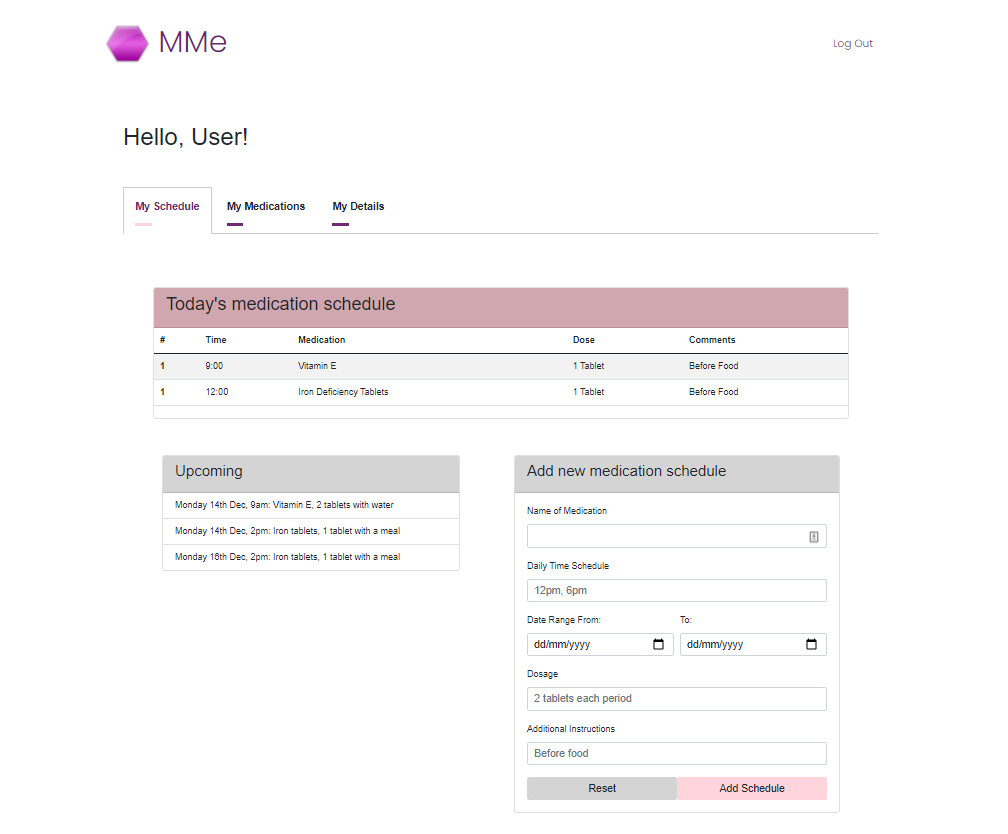 MMe
Log Out
Hello, User!
My Schedule My Medications My Details
Today's medication schedule
# Time Medication Dose Comments
1 9:00 Vitamin E 1 Tablet Before Food
1 12:00 Iron Deficiency Tablets 1 Tablet Before Food
Upcoming
Monday 14th Dec, 9am: Vitamin E, 2 tablets with water
Monday 14th Dec, 2pm: Iron tablets, 1 tablet with a meal
Monday 16th Dec, 2pm: Iron tablets, 1 tablet with a meal
Add new medication schedule
Name of Medication
Daily Time Schedule
12pm, 6pm
Date Range From: To:
dd/mm/yyyy dd/mm/yyyy
Dosage
2 tablets each period
Additional Instructions
Before food
Reset Add Schedule